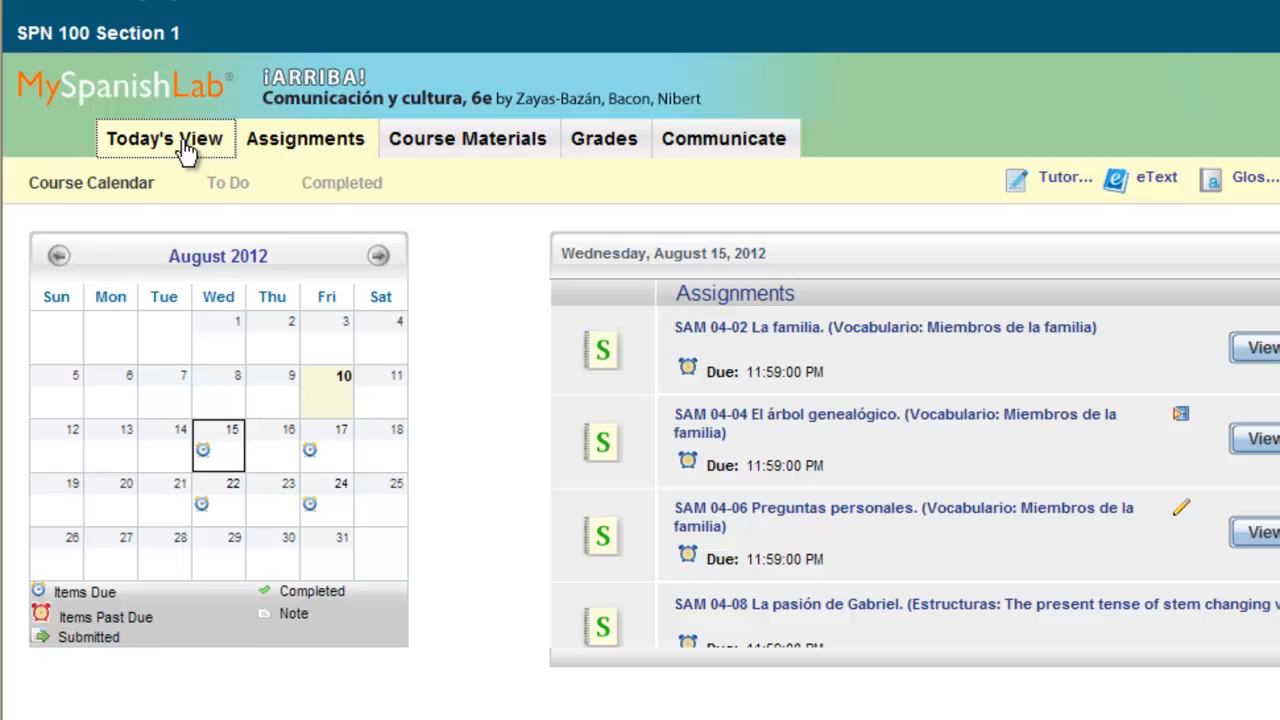 SPN 100 Section 1
MySpanishLab®
¡ARRIBA!
Comunicación y cultura, 6e by Zayas-Bazán, Bacon, Nibert
Today's View Assignments Course Materials Grades Communicate
Course Calendar To Do Completed
Tutor... eText Glos...
August 2012
Sun Mon Tue Wed Thu Fri Sat
1 2 3 4
5 6 7 8 9 10 11
12 13 14 15 16 17 18
19 20 21 22 23 24 25
26 27 28 29 30 31
Items Due Completed
Items Past Due Note
Submitted
Wednesday, August 15, 2012
Assignments
SAM 04-02 La familia. (Vocabulario: Miembros de la familia)
Due: 11:59:00 PM
View
SAM 04-04 El árbol genealógico. (Vocabulario: Miembros de la
familia)
Due: 11:59:00 PM
View
SAM 04-06 Preguntas personales. (Vocabulario: Miembros de la
familia)
Due: 11:59:00 PM
View
SAM 04-08 La pasión de Gabriel. (Estructuras: The present tense of stem changing